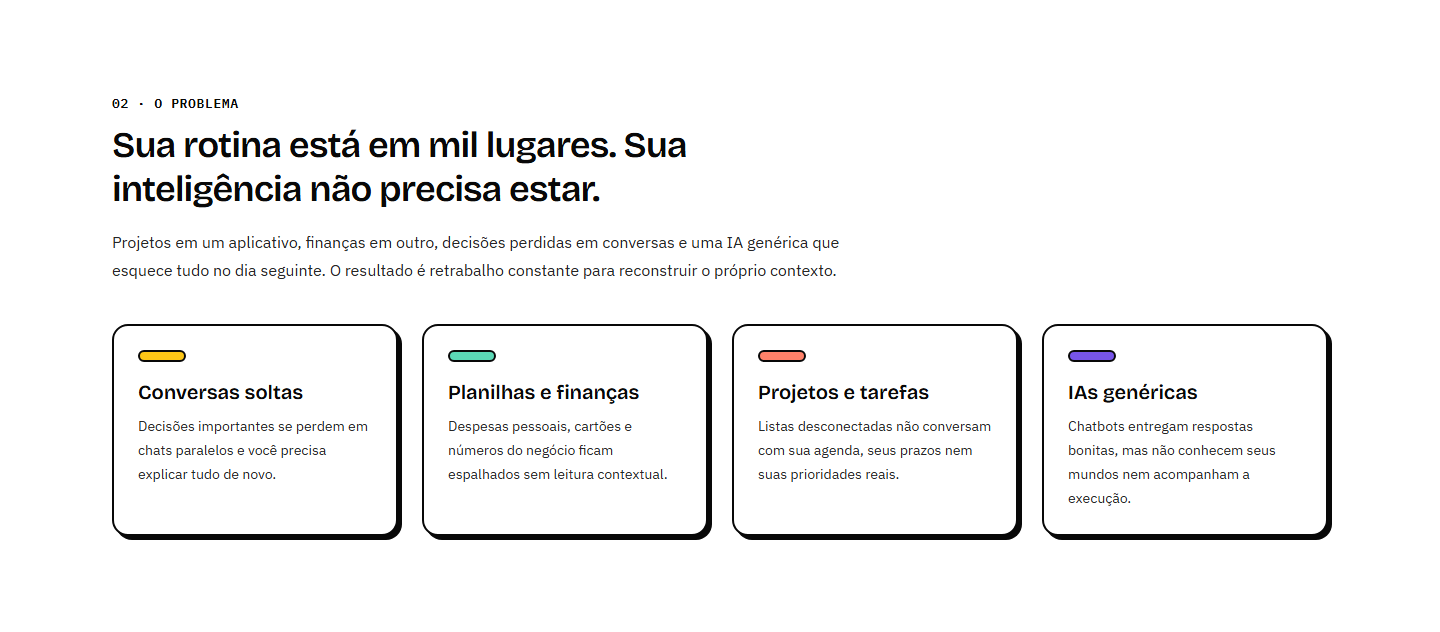 02 · O PROBLEMA
Sua rotina está em mil lugares. Sua
inteligência não precisa estar.
Projetos em um aplicativo, finanças em outro, decisões perdidas em conversas e uma IA genérica que
esquece tudo no dia seguinte. O resultado é retrabalho constante para reconstruir o próprio contexto.
Conversas soltas
Decisões importantes se perdem em
chats paralelos e você precisa
explicar tudo de novo.
Planilhas e finanças
Despesas pessoais, cartões e
números do negócio ficam
espalhados sem leitura contextual.
Projetos e tarefas
Listas desconectadas não conversam
com sua agenda, seus prazos nem
suas prioridades reais.
IAs genéricas
Chatbots entregam respostas
bonitas, mas não conhecem seus
mundos nem acompanham a
execução.